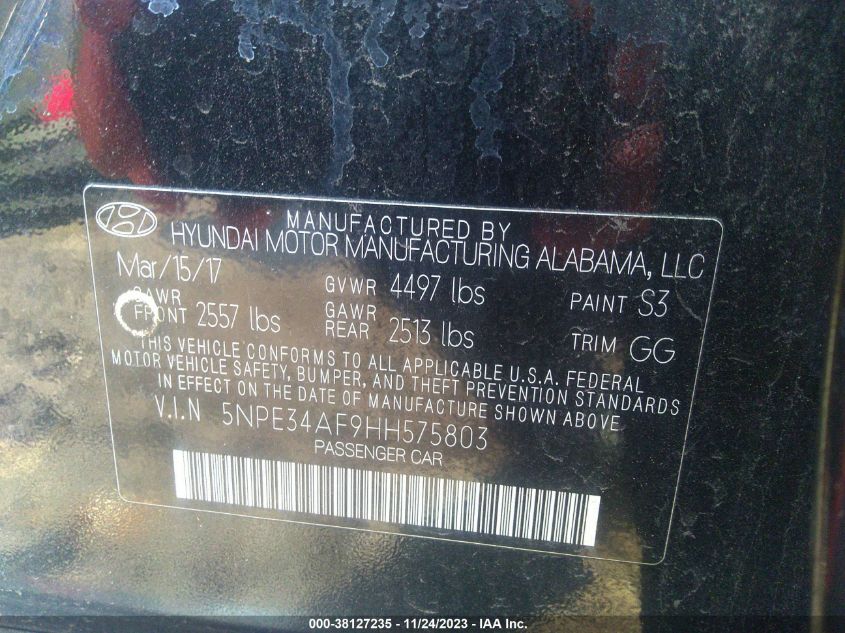 MANUFACTURED BY
HYUNDAI MOTOR MANUFACTURING ALABAMA, LLC
Mar/15/17 GVWR 4497 lbs PAINT S3
GAWR FRONT 2557 lbs GAWR REAR 2513 lbs TRIM GG
THIS VEHICLE CONFORMS TO ALL APPLICABLE U.S.A. FEDERAL
MOTOR VEHICLE SAFETY, BUMPER, AND THEFT PREVENTION STANDARDS
IN EFFECT ON THE DATE OF MANUFACTURE SHOWN ABOVE.
V.I.N 5NPE34AF9HH575803
PASSENGER CAR
000-38127235 - 11/24/2023 - IAA Inc.